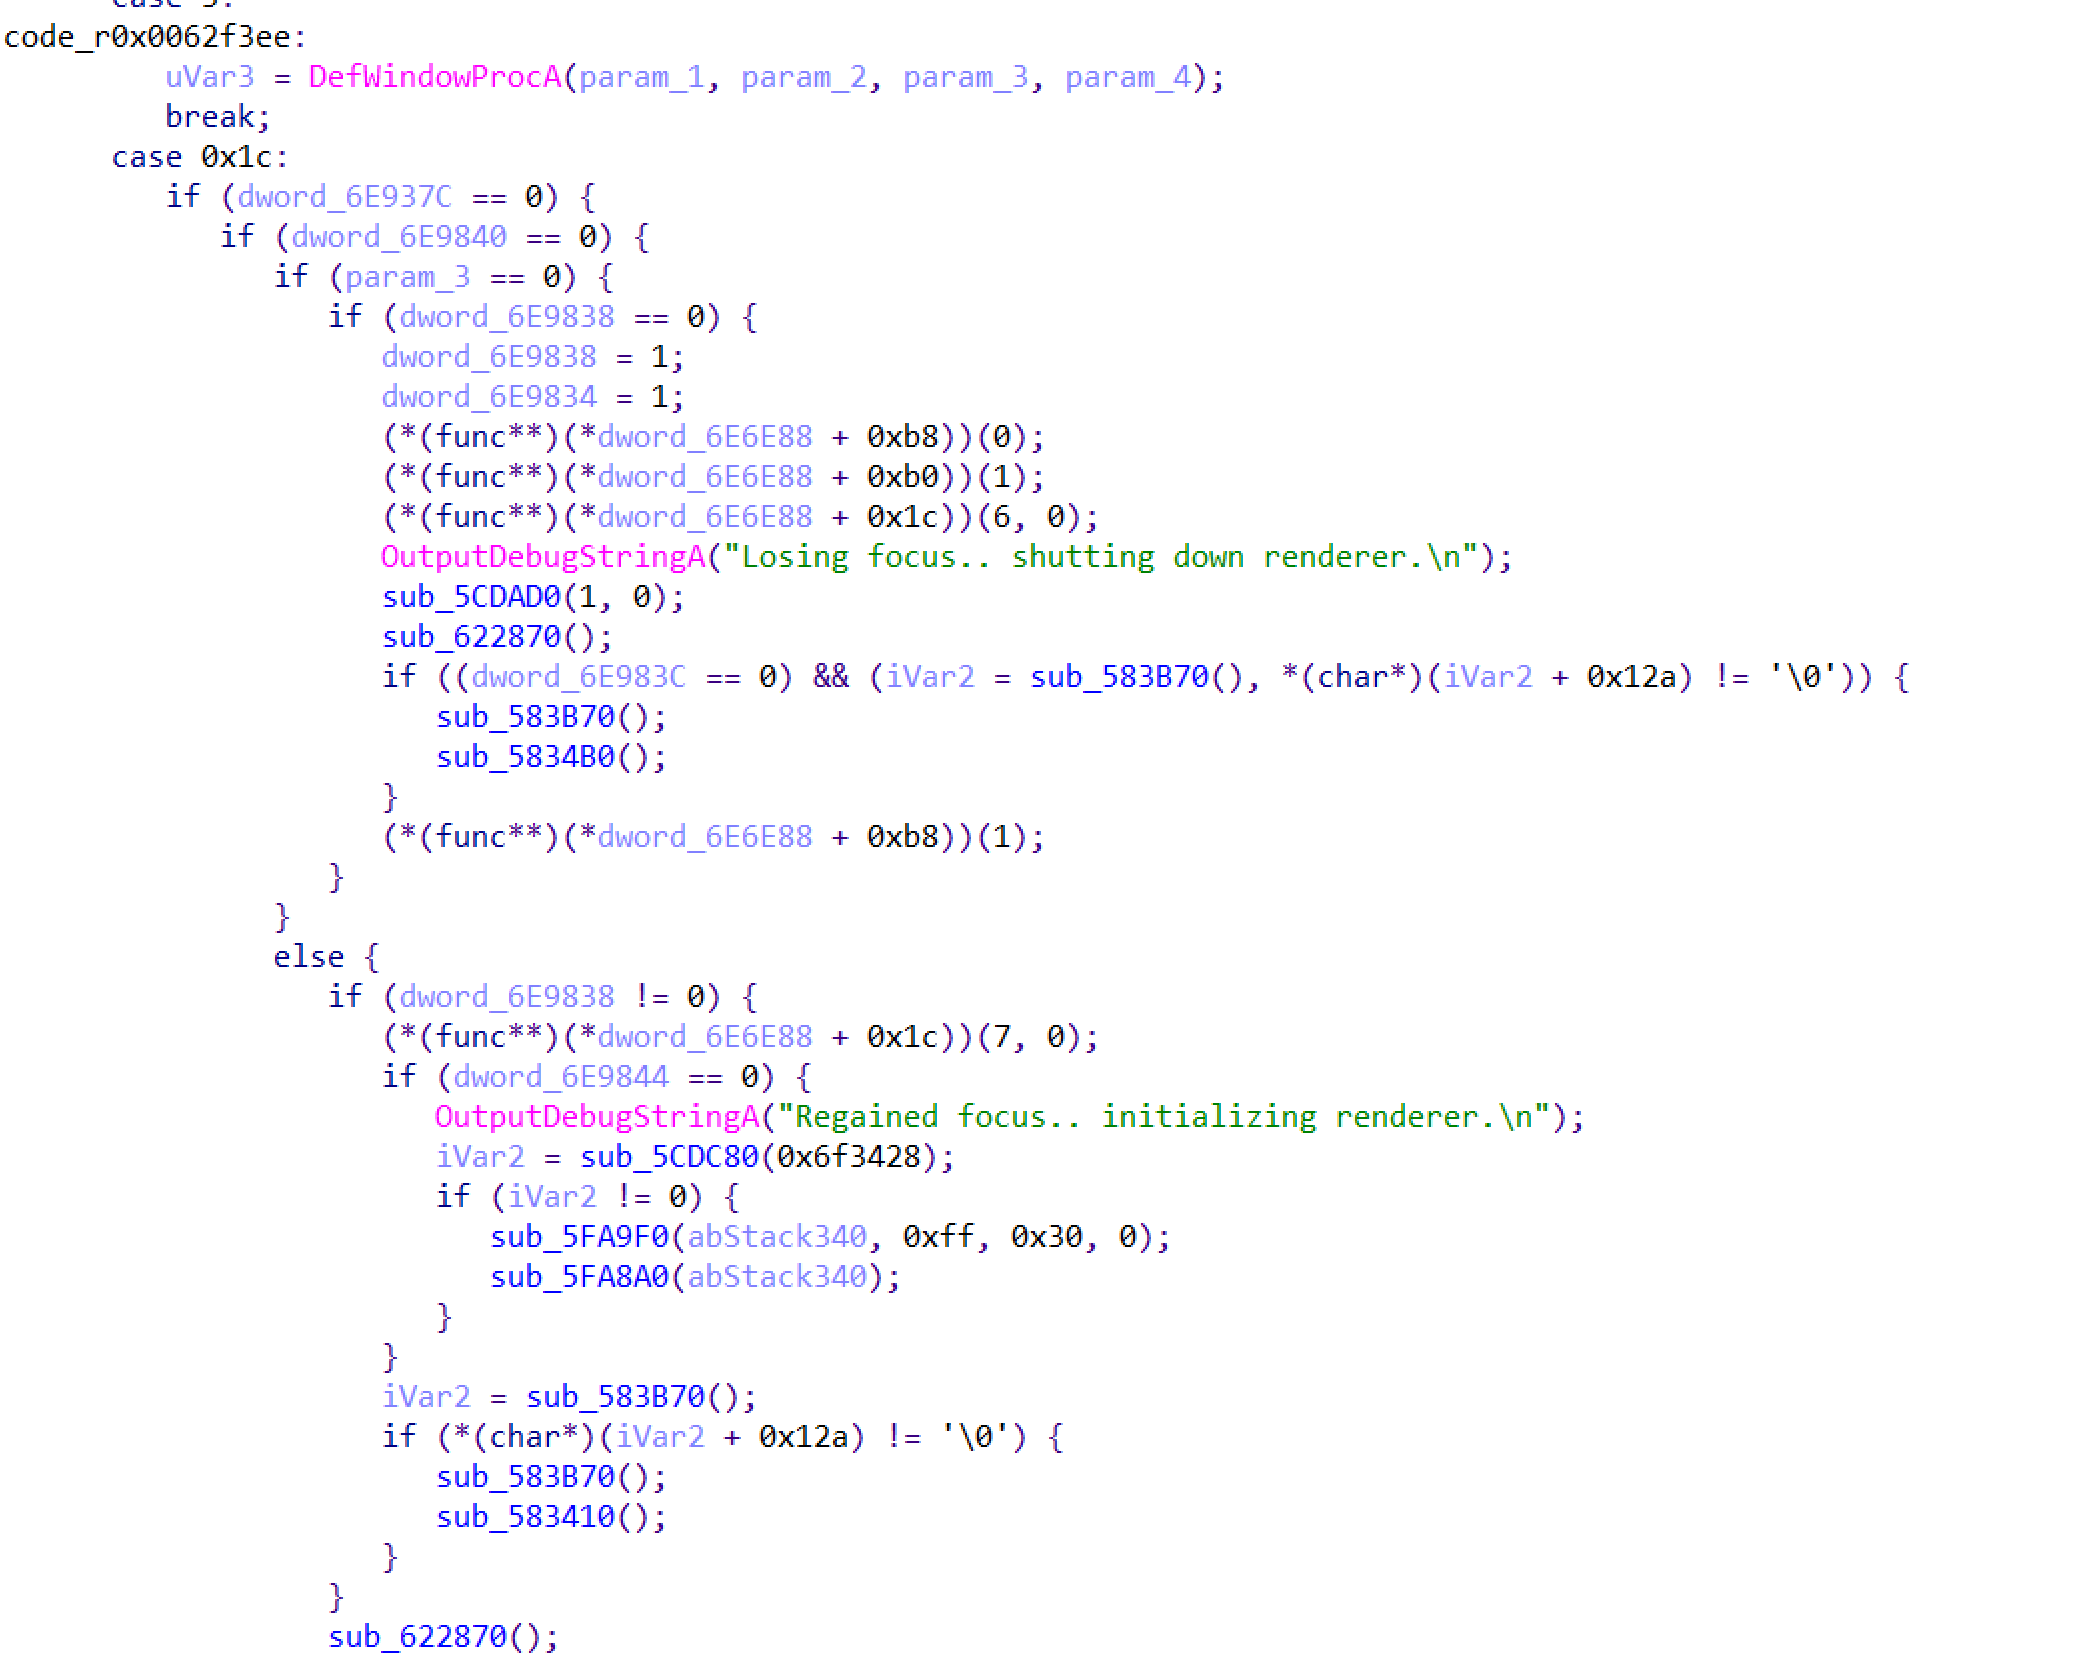 case 5:
code_r0x0062f3ee:
uVar3 = DefWindowProcA(param_1, param_2, param_3, param_4);
break;
case 0x1c:
if (dword_6E937C == 0) {
if (dword_6E9840 == 0) {
if (param_3 == 0) {
if (dword_6E9838 == 0) {
dword_6E9838 = 1;
dword_6E9834 = 1;
(*(func**)(*dword_6E6E88 + 0xb8))(0);
(*(func**)(*dword_6E6E88 + 0xb0))(1);
(*(func**)(*dword_6E6E88 + 0x1c))(6, 0);
OutputDebugStringA("Losing focus.. shutting down renderer.\n");
sub_5CDAD0(1, 0);
sub_622870();
if ((dword_6E983C == 0) && (iVar2 = sub_583B70(), *(char*)(iVar2 + 0x12a) != '\0')) {
sub_583B70();
sub_5834B0();
}
(*(func**)(*dword_6E6E88 + 0xb8))(1);
}
}
else {
if (dword_6E9838 != 0) {
(*(func**)(*dword_6E6E88 + 0x1c))(7, 0);
if (dword_6E9844 == 0) {
OutputDebugStringA("Regained focus.. initializing renderer.\n");
iVar2 = sub_5CDC80(0x6f3428);
if (iVar2 != 0) {
sub_5FA9F0(abStack340, 0xff, 0x30, 0);
sub_5FA8A0(abStack340);
}
}
iVar2 = sub_583B70();
if (*(char*)(iVar2 + 0x12a) != '\0') {
sub_583B70();
sub_583410();
}
}
sub_622870();